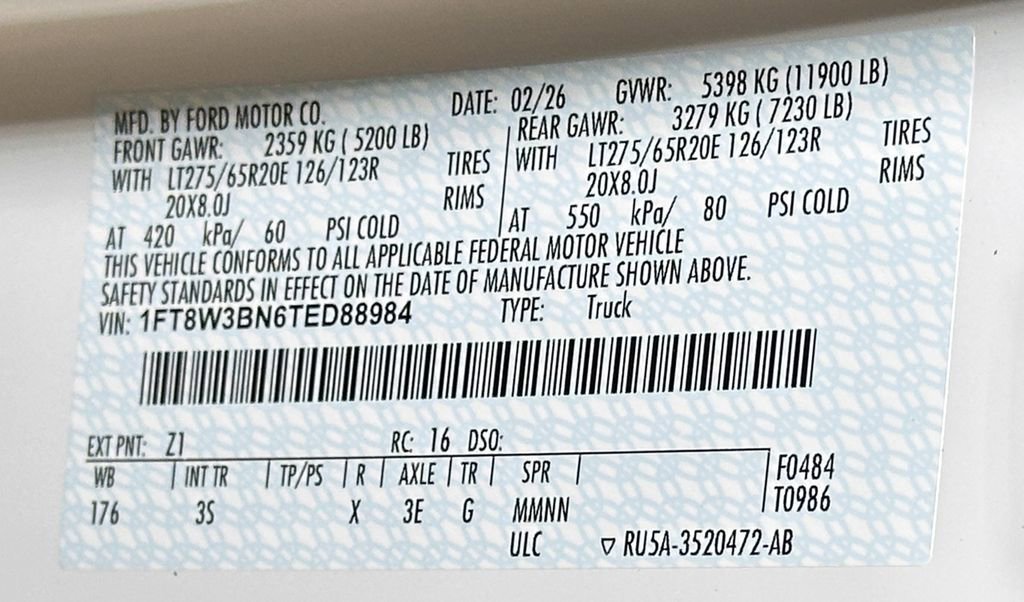 MFD. BY FORD MOTOR CO. DATE: 02/26 GVWR: 5398 KG (11900 LB)
FRONT GAWR: 2359 KG ( 5200 LB) REAR GAWR: 3279 KG ( 7230 LB)
WITH LT275/65R20E 126/123R TIRES WITH LT275/65R20E 126/123R TIRES
20X8.0J RIMS 20X8.0J RIMS
AT 420 kPa/ 60 PSI COLD AT 550 kPa/ 80 PSI COLD
THIS VEHICLE CONFORMS TO ALL APPLICABLE FEDERAL MOTOR VEHICLE
SAFETY STANDARDS IN EFFECT ON THE DATE OF MANUFACTURE SHOWN ABOVE.
VIN: 1FT8W3BN6TED88984 TYPE: Truck
EXT PNT: Z1 RC: 16 DSO:
WB INT TR TP/PS R AXLE TR SPR F0484
176 3S X 3E G MMNN T0986
ULC ▽ RU5A-3520472-AB